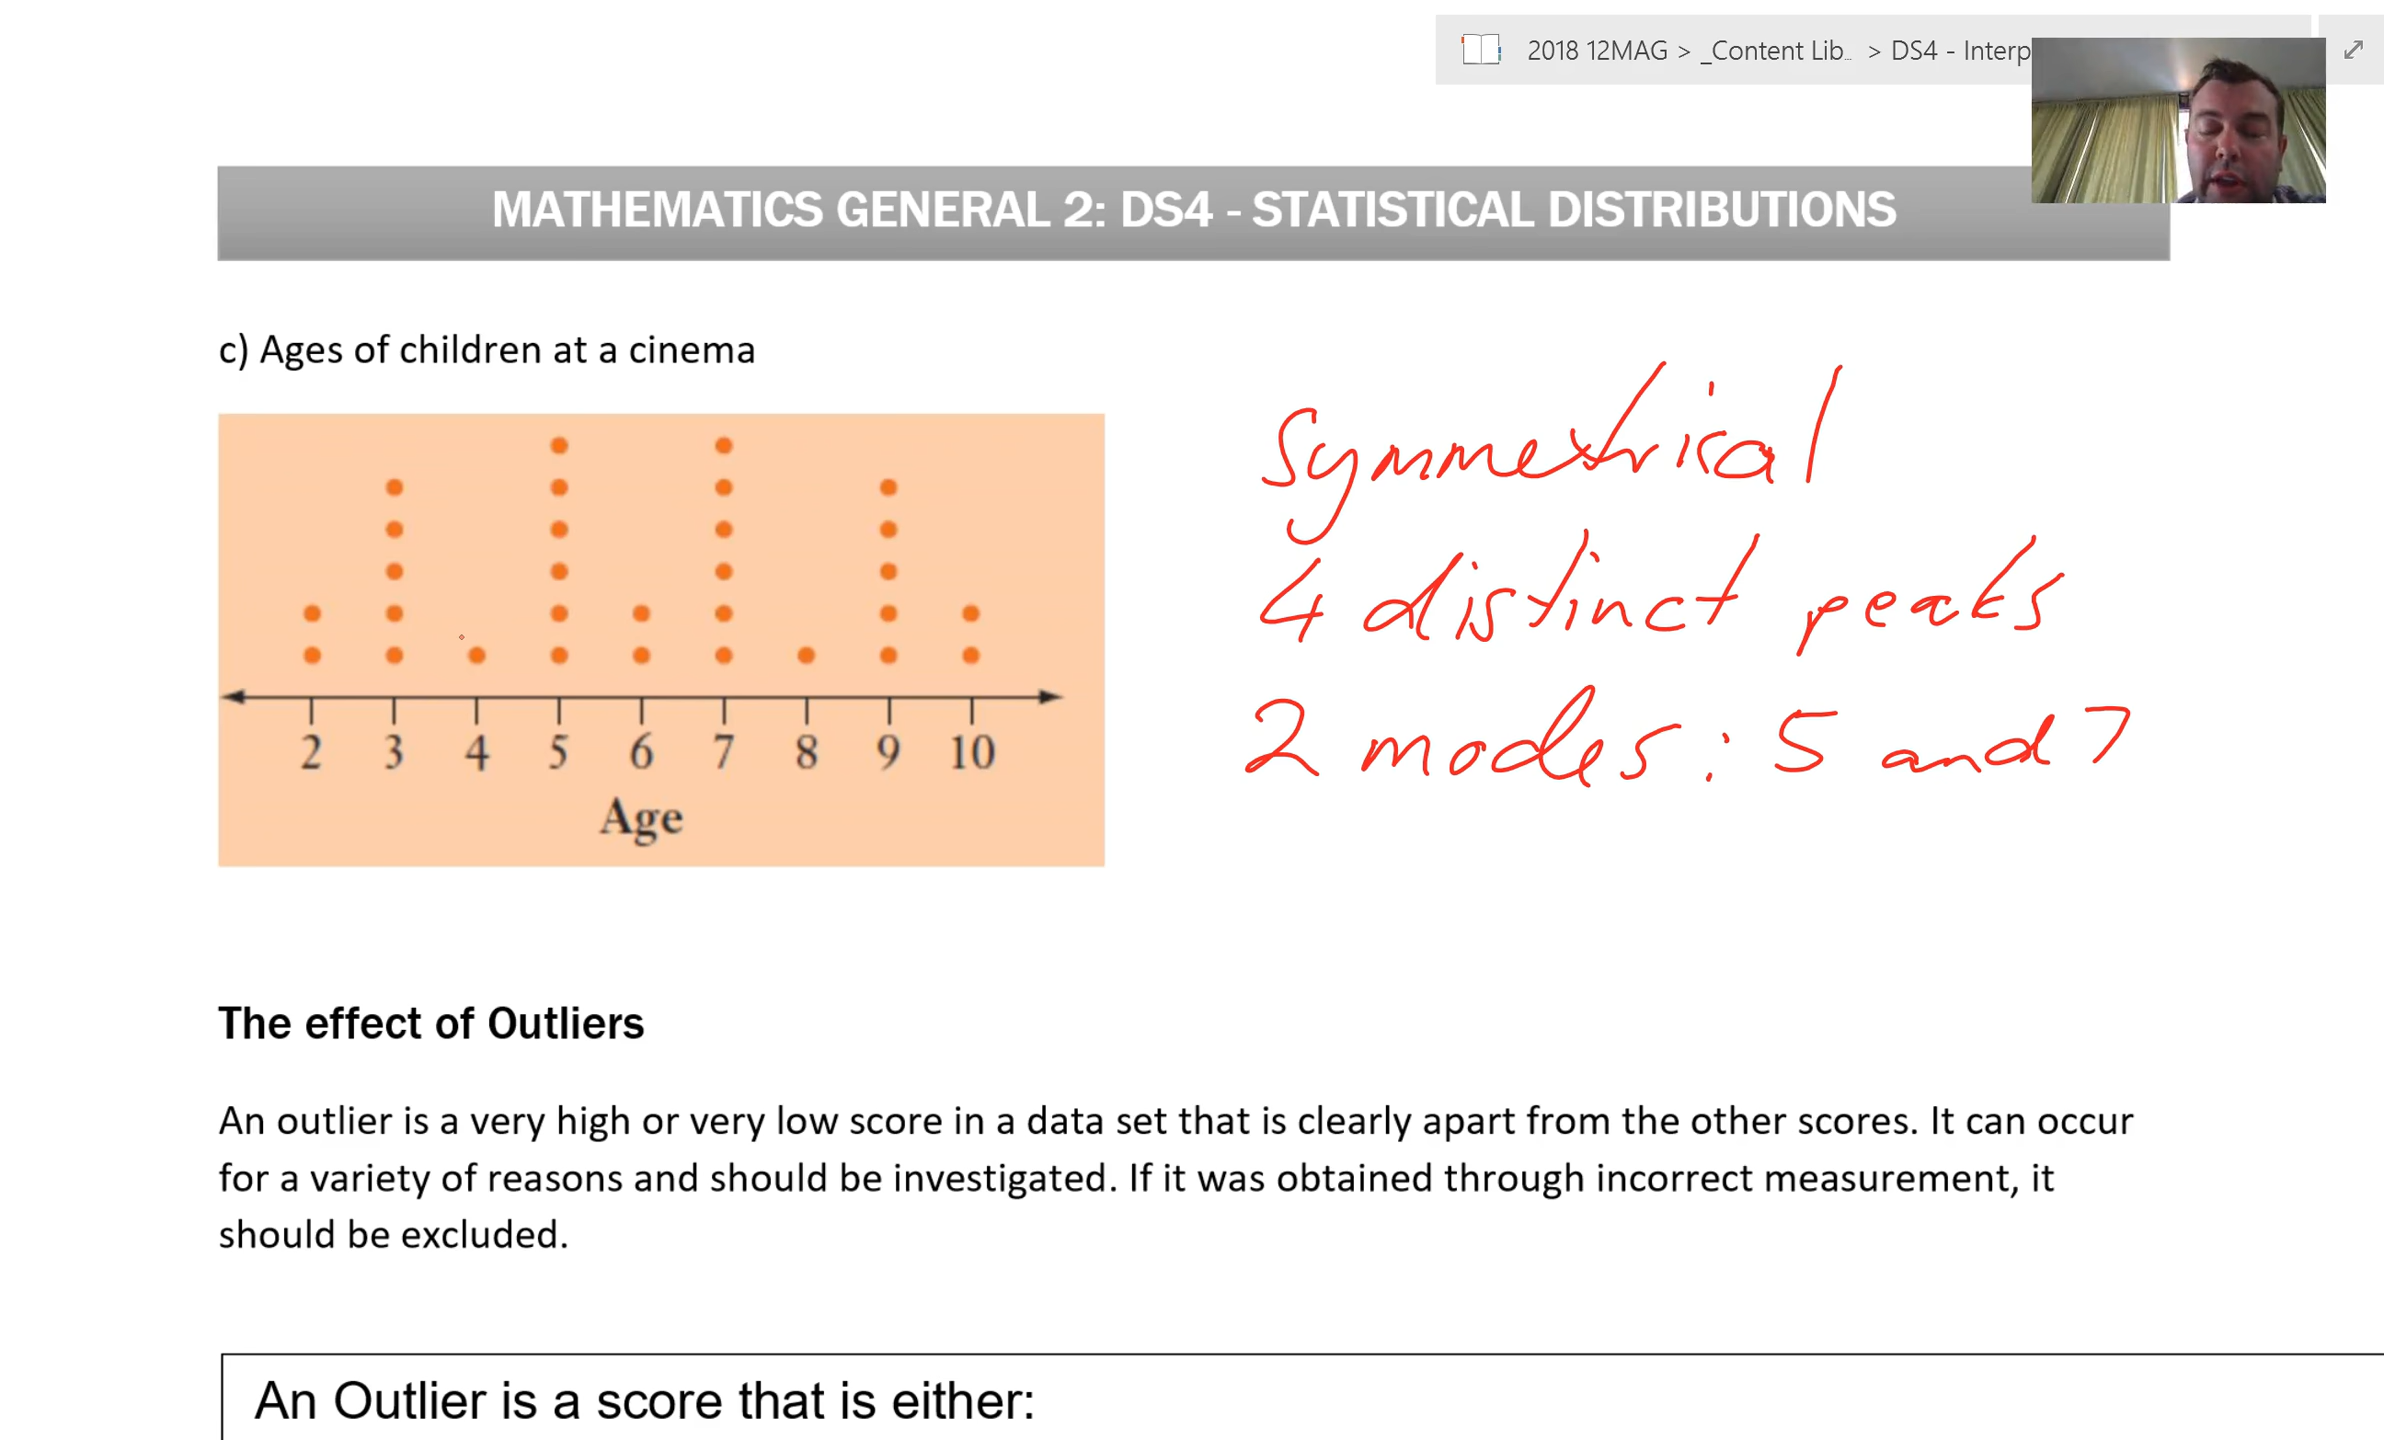 2018 12MAG > _Content Lib... > DS4 - Interp
MATHEMATICS GENERAL 2: DS4 - STATISTICAL DISTRIBUTIONS
c) Ages of children at a cinema
2 3 4 5 6 7 8 9 10
Age
Symmetrical
4 distinct peaks
2 modes: 5 and 7
The effect of Outliers
An outlier is a very high or very low score in a data set that is clearly apart from the other scores. It can occur
for a variety of reasons and should be investigated. If it was obtained through incorrect measurement, it
should be excluded.
An Outlier is a score that is either: